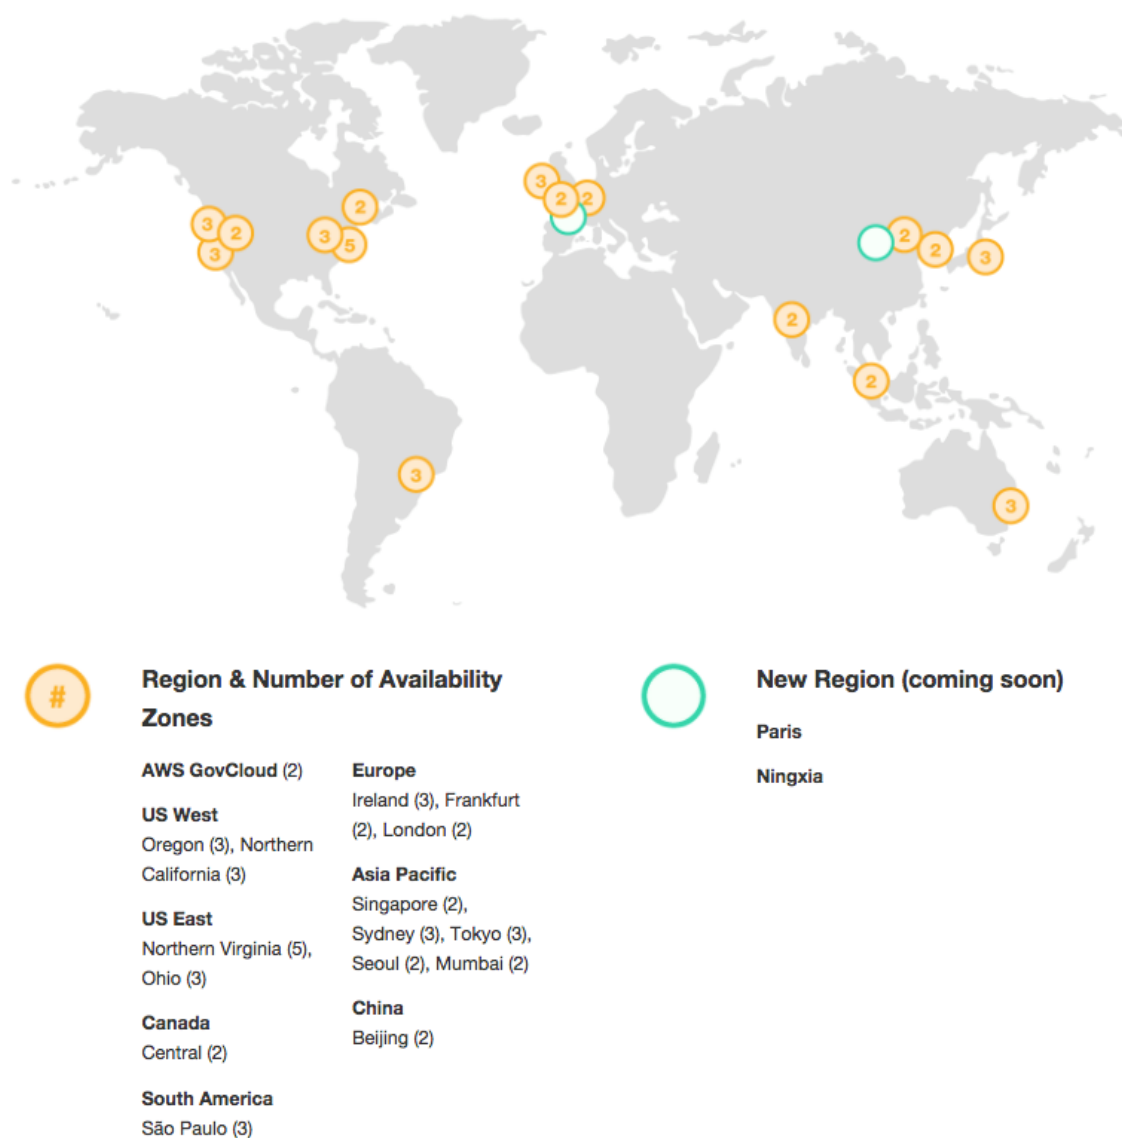 3
2
2
3
2
3
2
3
5
3
2
2
3
2
2
3
3
#
Region & Number of Availability
Zones
AWS GovCloud (2)
US West
Oregon (3), Northern
California (3)
US East
Northern Virginia (5),
Ohio (3)
Canada
Central (2)
South America
São Paulo (3)
Europe
Ireland (3), Frankfurt
(2), London (2)
Asia Pacific
Singapore (2),
Sydney (3), Tokyo (3),
Seoul (2), Mumbai (2)
China
Beijing (2)
New Region (coming soon)
Paris
Ningxia